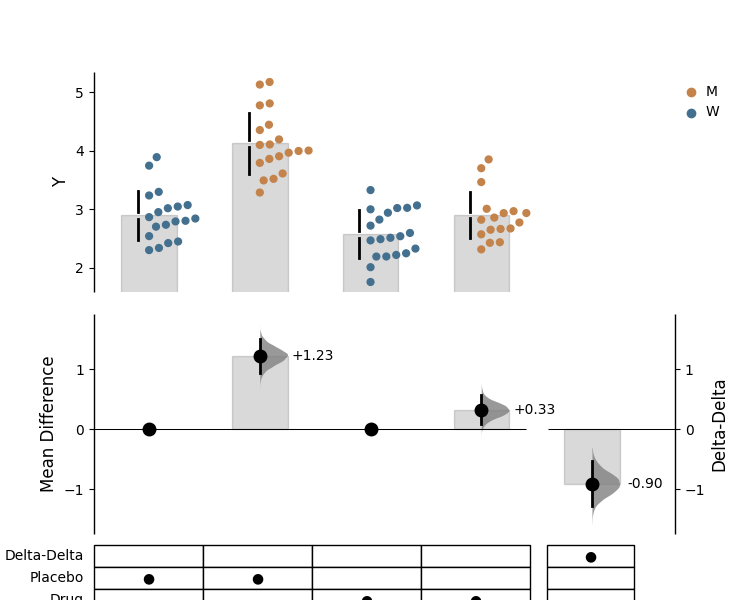 5
4
3
2
Y
M
W
1
0
−1
Mean Difference
+1.23
+0.33
-0.90
1
0
−1
Delta-Delta
Delta-Delta
Placebo
Drug